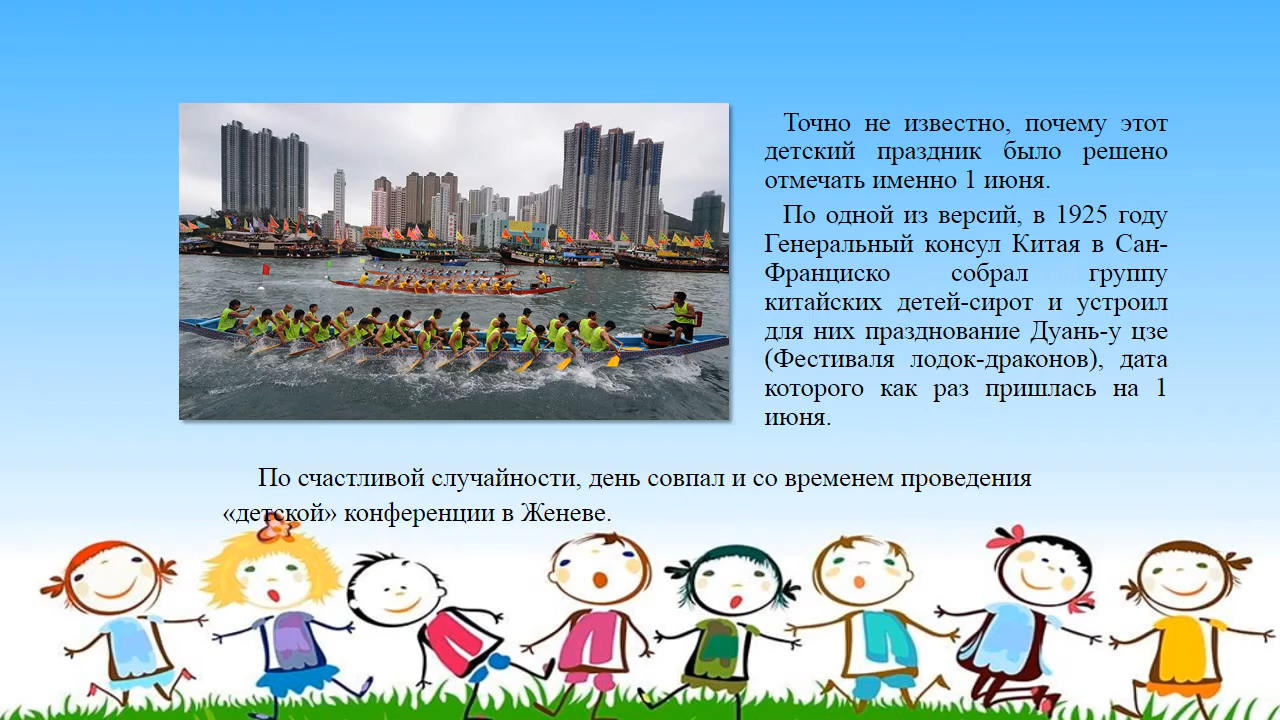 Точно не известно, почему этот
детский праздник было решено
отмечать именно 1 июня.
По одной из версий, в 1925 году
Генеральный консул Китая в Сан-
Франциско собрал группу
китайских детей-сирот и устроил
для них празднование Дуань-у цзе
(Фестиваля лодок-драконов), дата
которого как раз пришлась на 1
июня.
По счастливой случайности, день совпал и со временем проведения
«детской» конференции в Женеве.